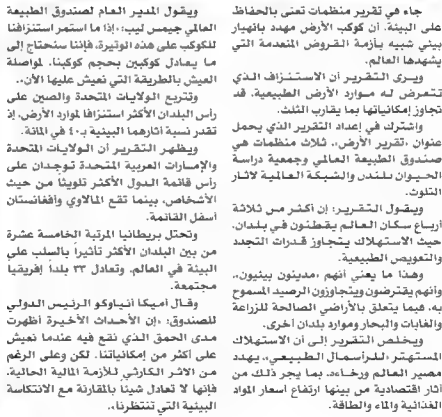 جاء في تقرير منظمات تعنى بالحفاظ
على البيئة. أن كوكب الأرض مهدد بانهيار
بيئي شبيه بأزمة القروض المنعدمة التي
يشهدها العالم.
ويرى التقرير أن الاستنزاف الذي
تتعرض له موارد الأرض الطبيعية، قد
تجاوز إمكانياتها بما يقارب الثلث.
واشترك في إعداد التقرير الذي يحمل
عنوان «تقرير الأرض»، ثلاث منظمات هي
صندوق الطبيعة العالمي وجمعية دراسة
الحيوان بلندن والشبكة العالمية لآثار
التلوث.
ويقول التقرير: إن أكثر من ثلاثة
أرباع سكان العالم يقطنون في بلدان،
حيث الاستهلاك يتجاوز قدرات التجدد
والتعويض الطبيعية.
وهذا ما يعني أنهم «مدينون بيئيون»،
وأنهم يقترضون ويتجاوزون الرصيد المسموح
به، فيما يتعلق بالأراضي الصالحة للزراعة
والغابات والبحار وموارد بلدان أخرى.
ويخلص التقرير إلى أن الاستهلاك
المستهتر «للرأسمال الطبيعي»، يهدد
مصير العالم ورخاءه، بما يجر ذلك من
آثار اقتصادية من بينها ارتفاع أسعار المواد
الغذائية والماء والطاقة.
ويقول المدير العام لصندوق الطبيعة
العالمي جيمس ليب: «إذا ما استمر استنزافنا
للكوكب على هذه الوتيرة، فإننا سنحتاج إلى
ما يعادل كوكبين بحجم كوكبنا، لمواصلة
العيش بالطريقة التي نعيش عليها الآن».
وتتربع الولايات المتحدة والصين على
رأس البلدان الأكثر استنزافا لموارد الأرض، إذ
تقدر نسبة آثارهما البيئية بـ٤٠ في المائة.
ويظهر التقرير أن الولايات المتحدة
والإمارات العربية المتحدة توجدان على
رأس قائمة الدول الأكثر تلويثا من حيث
الأشخاص، بينما تقع المالاوي وأفغانستان
أسفل القائمة.
وتحتل بريطانيا المرتبة الخامسة عشرة
من بين البلدان الأكثر تأثيراً بالسلب على
البيئة في العالم، وتعادل ٣٣ بلداً إفريقيا
مجتمعة.
وقال أميكا أنياوكو الرئيس الدولي
للصندوق: «إن الأحداث الأخيرة أظهرت
مدى الحمق الذي نقع فيه عندما نعيش
على أكثر من إمكانياتنا. لكن وعلى الرغم
من الأثر الكارثي للأزمة المالية الحالية،
فإنها لا تعادل شيئا بالمقارنة مع الانتكاسة
البيئية التي تنتظرنا».